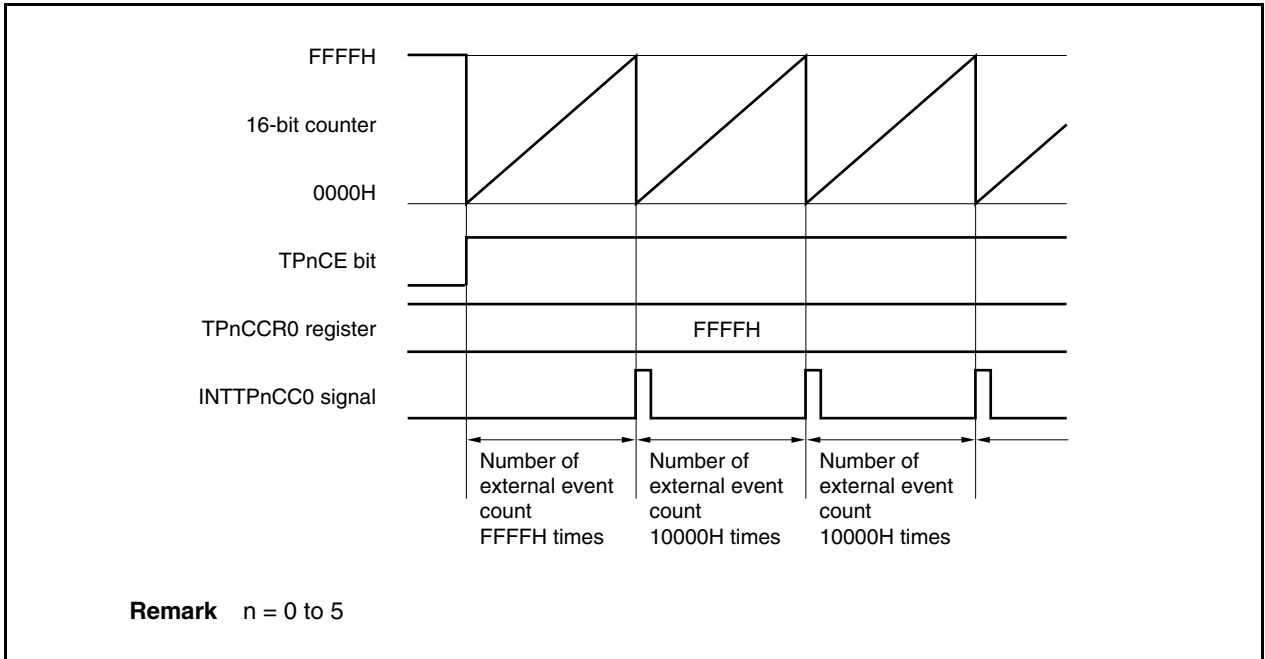 FFFFH
16-bit counter
0000H
TPnCE bit
TPnCCR0 register
FFFFH
INTTPnCC0 signal
Number of
external event
count
FFFFH times
Number of
external event
count
10000H times
Number of
external event
count
10000H times
Remark n = 0 to 5